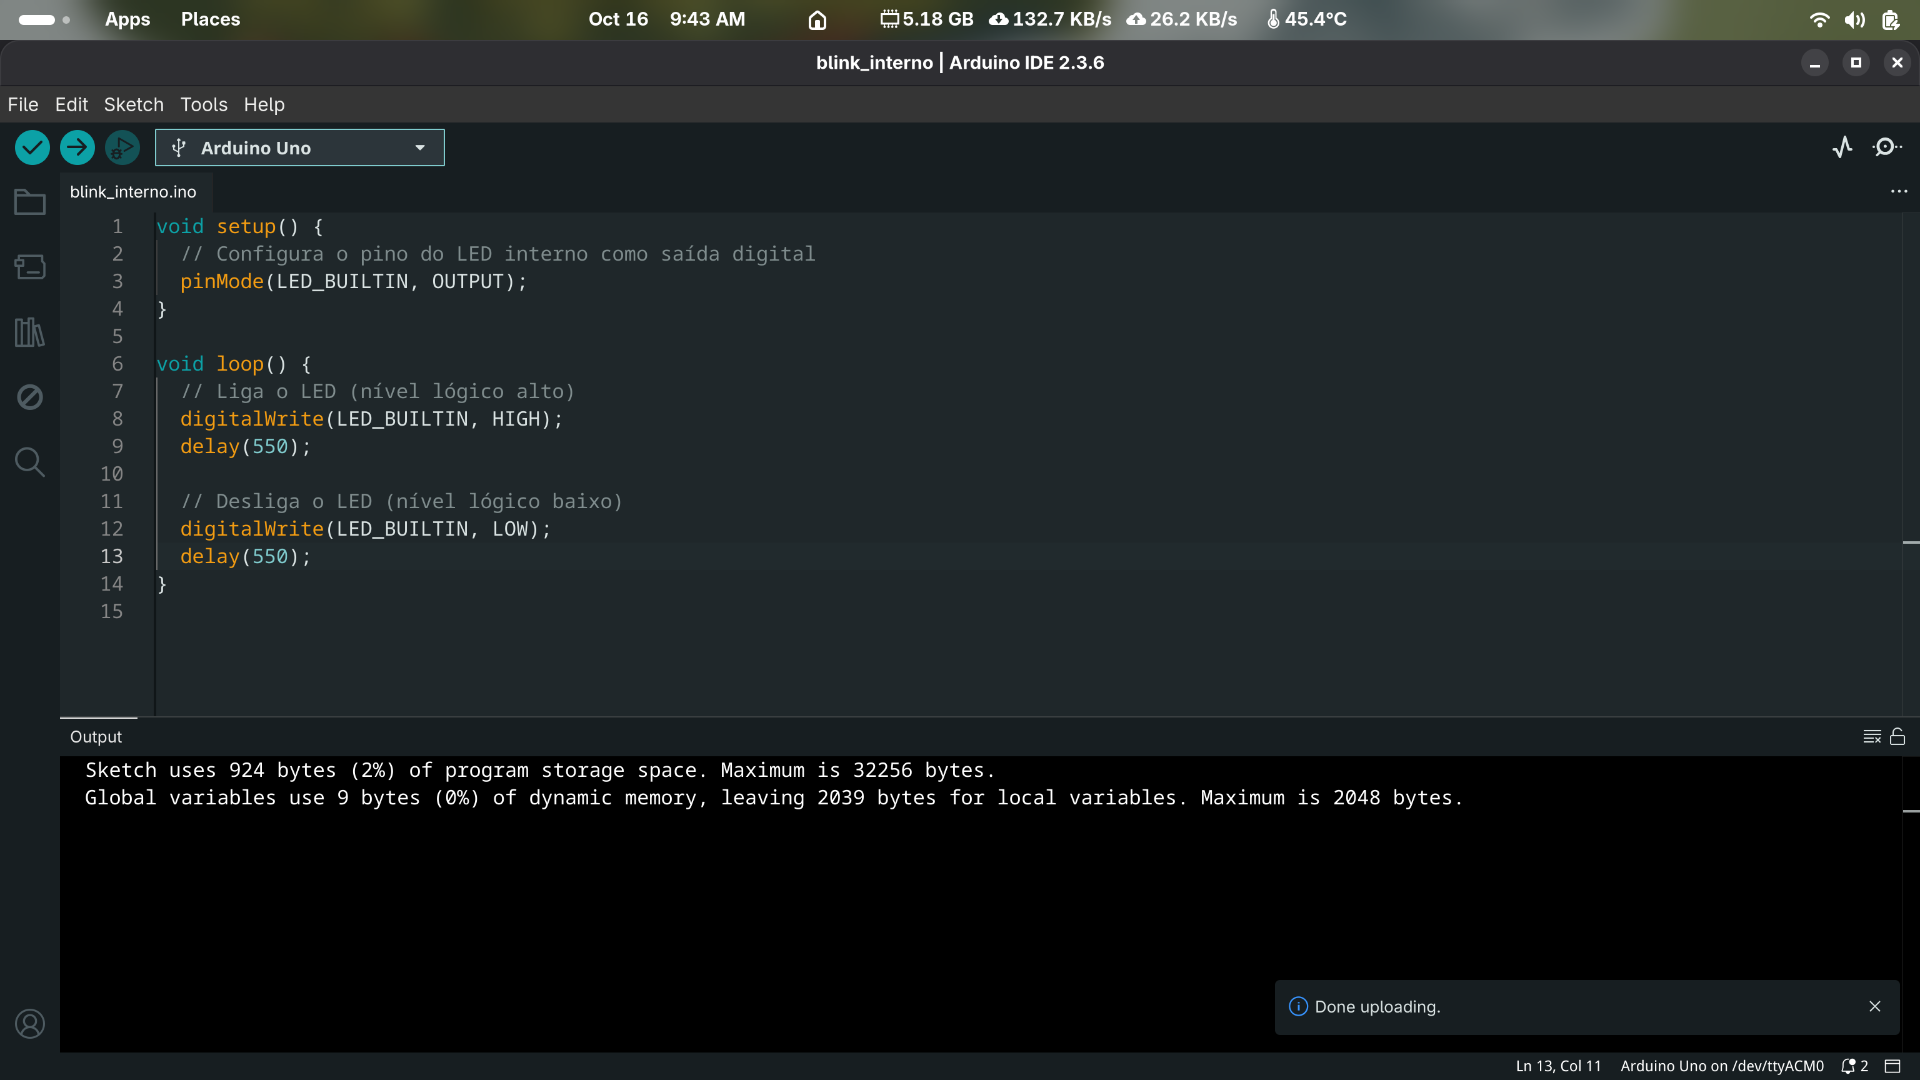 Apps Places Oct 16 9:43 AM 5.18 GB 132.7 KB/s 26.2 KB/s 45.4°C
blink_interno | Arduino IDE 2.3.6
File Edit Sketch Tools Help
Arduino Uno
blink_interno.ino
1 void setup() {
2 // Configura o pino do LED interno como saída digital
3 pinMode(LED_BUILTIN, OUTPUT);
4 }
5
6 void loop() {
7 // Liga o LED (nível lógico alto)
8 digitalWrite(LED_BUILTIN, HIGH);
9 delay(550);
10
11 // Desliga o LED (nível lógico baixo)
12 digitalWrite(LED_BUILTIN, LOW);
13 delay(550);
14 }
15
Output
Sketch uses 924 bytes (2%) of program storage space. Maximum is 32256 bytes.
Global variables use 9 bytes (0%) of dynamic memory, leaving 2039 bytes for local variables. Maximum is 2048 bytes.
Done uploading.
Ln 13, Col 11 Arduino Uno on /dev/ttyACM0 2